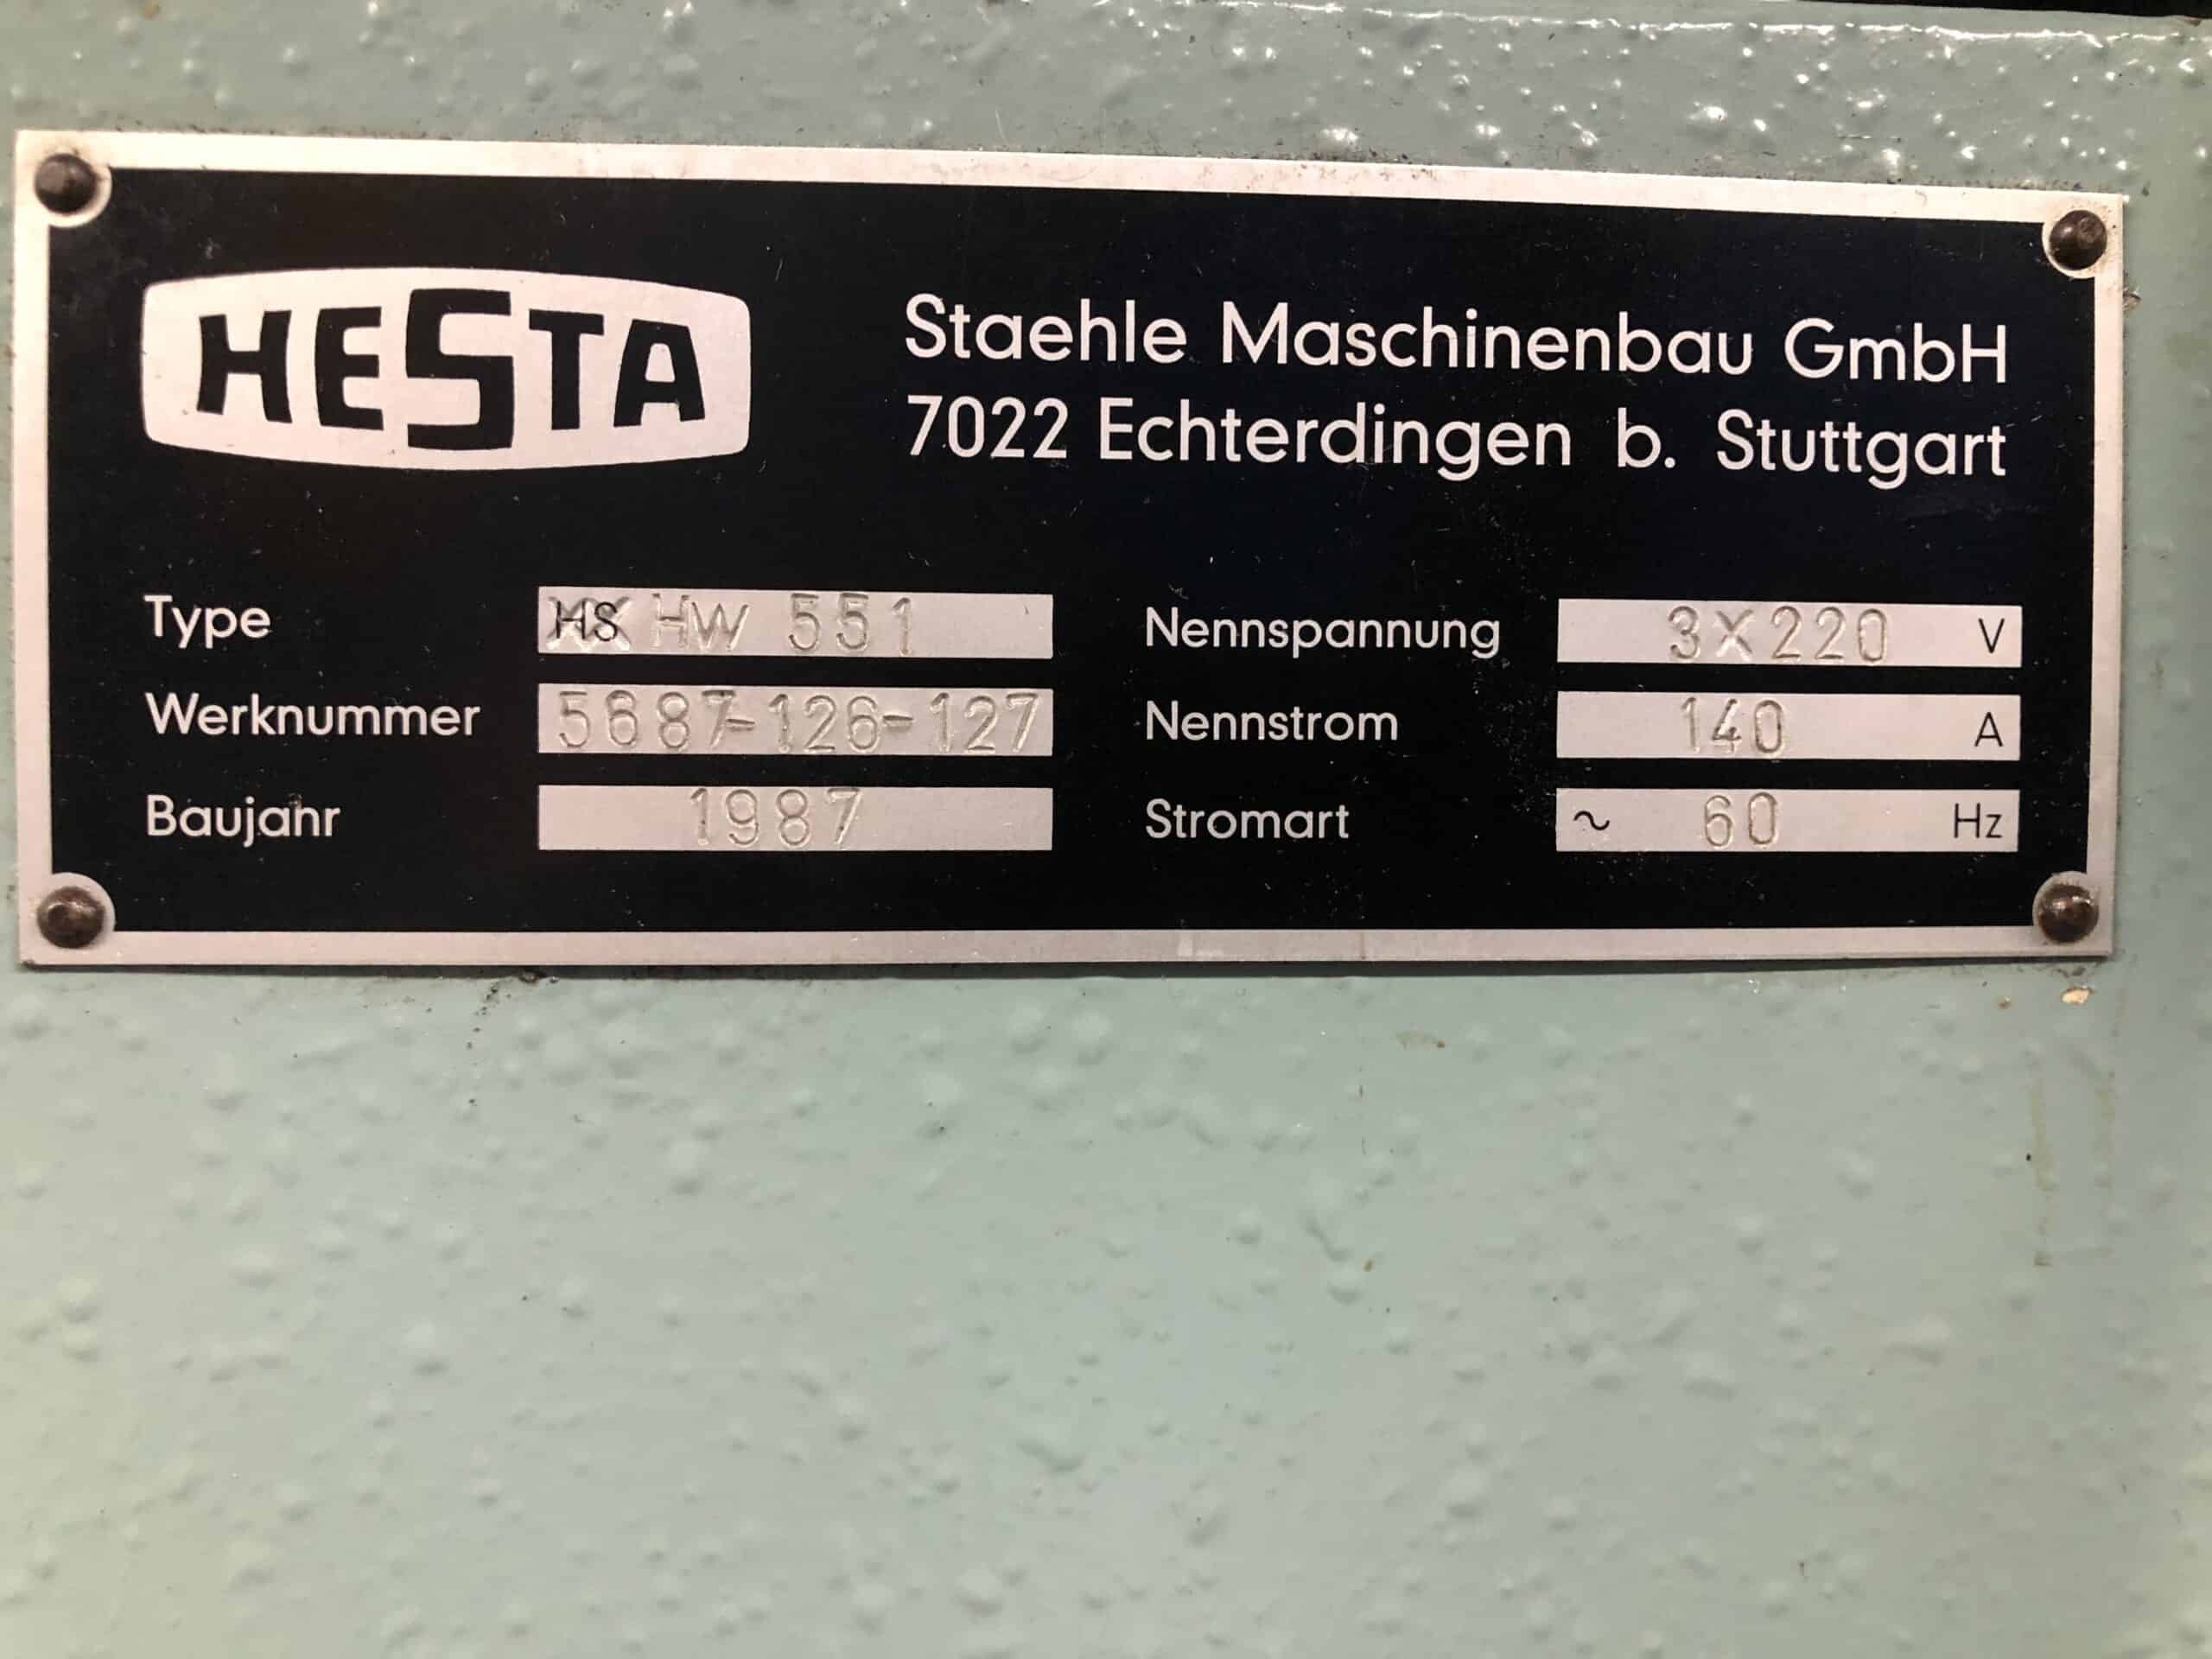 HESTA
Staehle Maschinenbau GmbH
7022 Echterdingen b. Stuttgart
Type HS HW 551
Werknummer 5687-126-127
Baujahr 1987
Nennspannung 3X220 V
Nennstrom 140 A
Stromart ~ 60 Hz